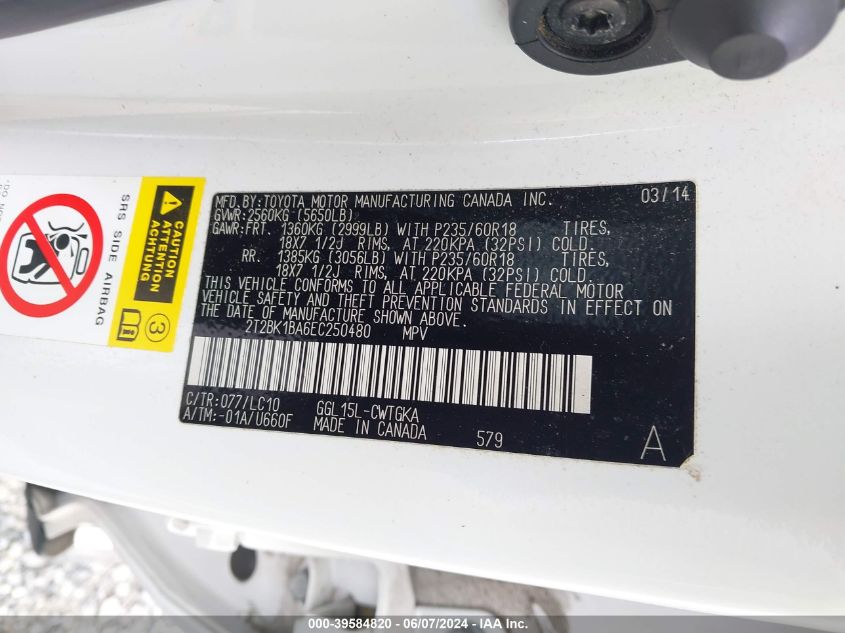 MFD.BY:TOYOTA MOTOR MANUFACTURING CANADA INC. 03/14
GVWR:2560KG (5650LB)
GAWR:FRT. 1360KG (2999LB) WITH P235/60R18 TIRES,
18X7 1/2J RIMS, AT 220KPA (32PSI) COLD.
RR. 1385KG (3056LB) WITH P235/60R18 TIRES,
18X7 1/2J RIMS, AT 220KPA (32PSI) COLD.
THIS VEHICLE CONFORMS TO ALL APPLICABLE FEDERAL MOTOR
VEHICLE SAFETY AND THEFT PREVENTION STANDARDS IN EFFECT ON
THE DATE OF MANUFACTURE SHOWN ABOVE.
2T2BK1BA6EC250480 MPV
C/TR:077/LC10 GGL15L-CWTGKA
A/TM:-01A/U660F MADE IN CANADA 579 A
CAUTION
ATTENTION
ACHTUNG
3
SRS SIDE AIRBAG
000-39584820 06/07/2024 - IAA Inc.